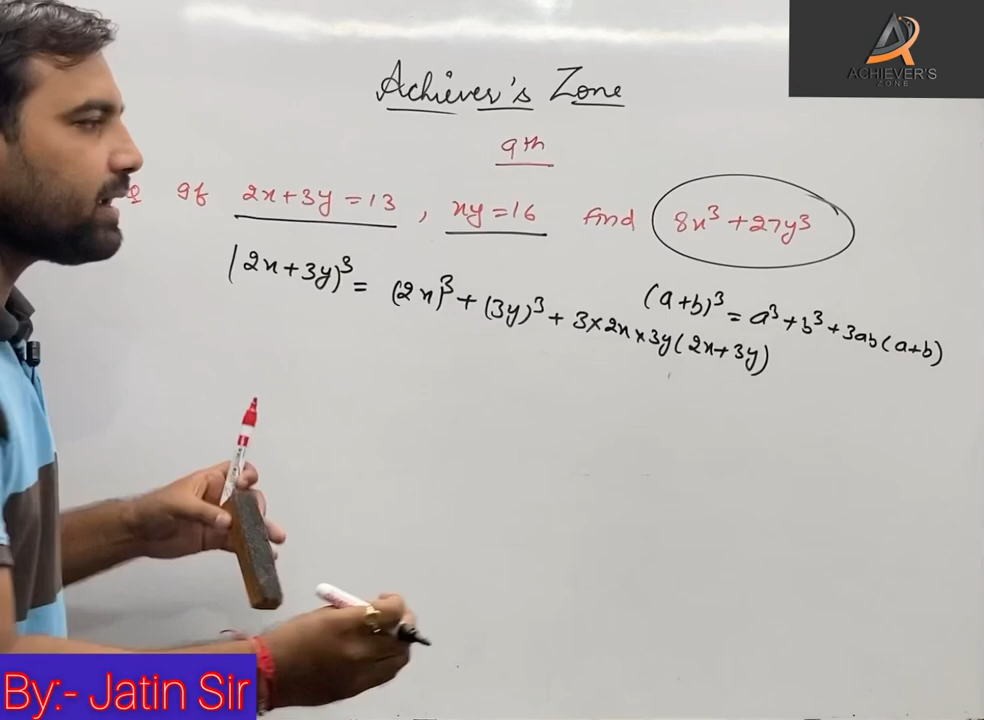 Achiever's Zone
ACHIEVER'S
ZONE
9th
Q If 2x+3y=13 , xy=16 find 8x³+27y³
(2x+3y)³= (2x)³+(3y)³+3×2x×3y(2x+3y)
(a+b)³=a³+b³+3ab(a+b)
By:- Jatin Sir